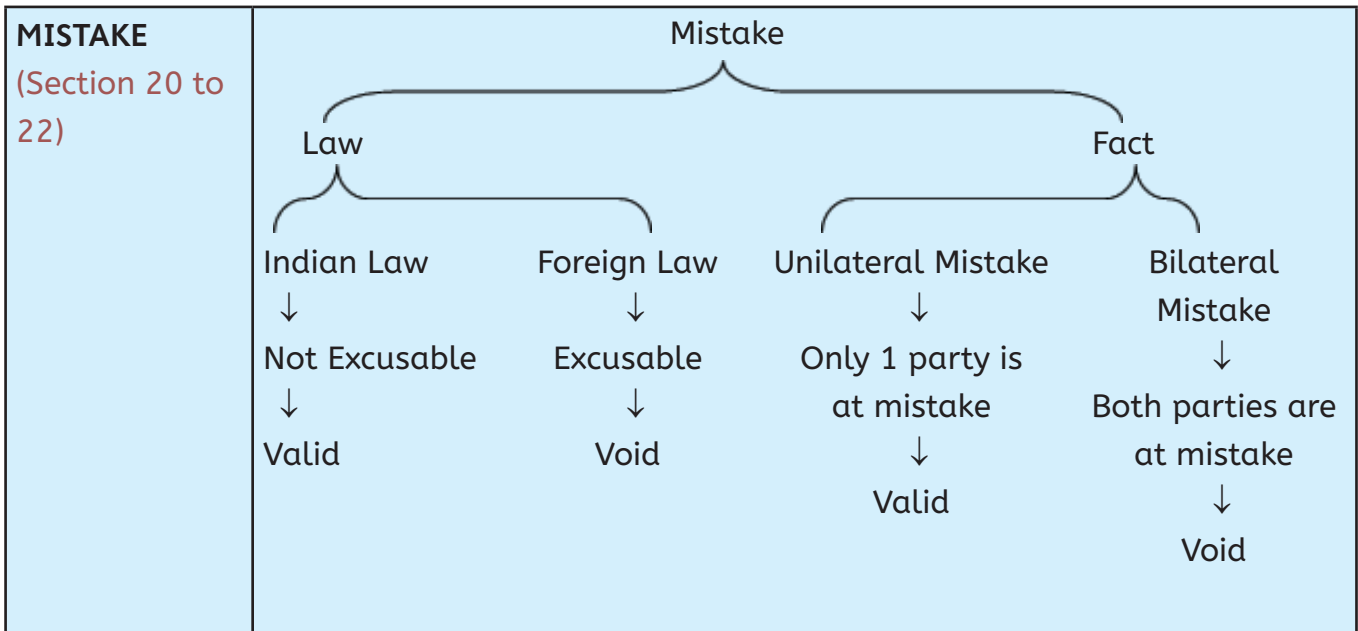 MISTAKE
(Section 20 to
22)
Mistake
Law
Fact
Indian Law
↓
Not Excusable
↓
Valid
Foreign Law
↓
Excusable
↓
Void
Unilateral Mistake
↓
Only 1 party is
at mistake
↓
Valid
Bilateral
Mistake
↓
Both parties are
at mistake
↓
Void